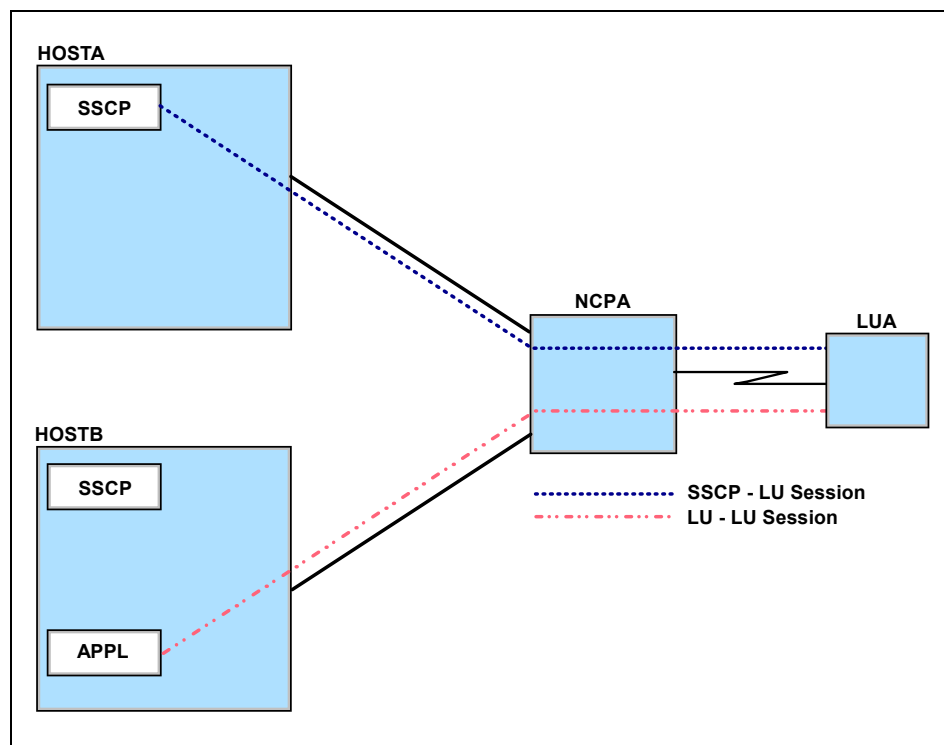 HOSTA
SSCP
NCPA
LUA
HOSTB
SSCP
SSCP - LU Session
LU - LU Session
APPL